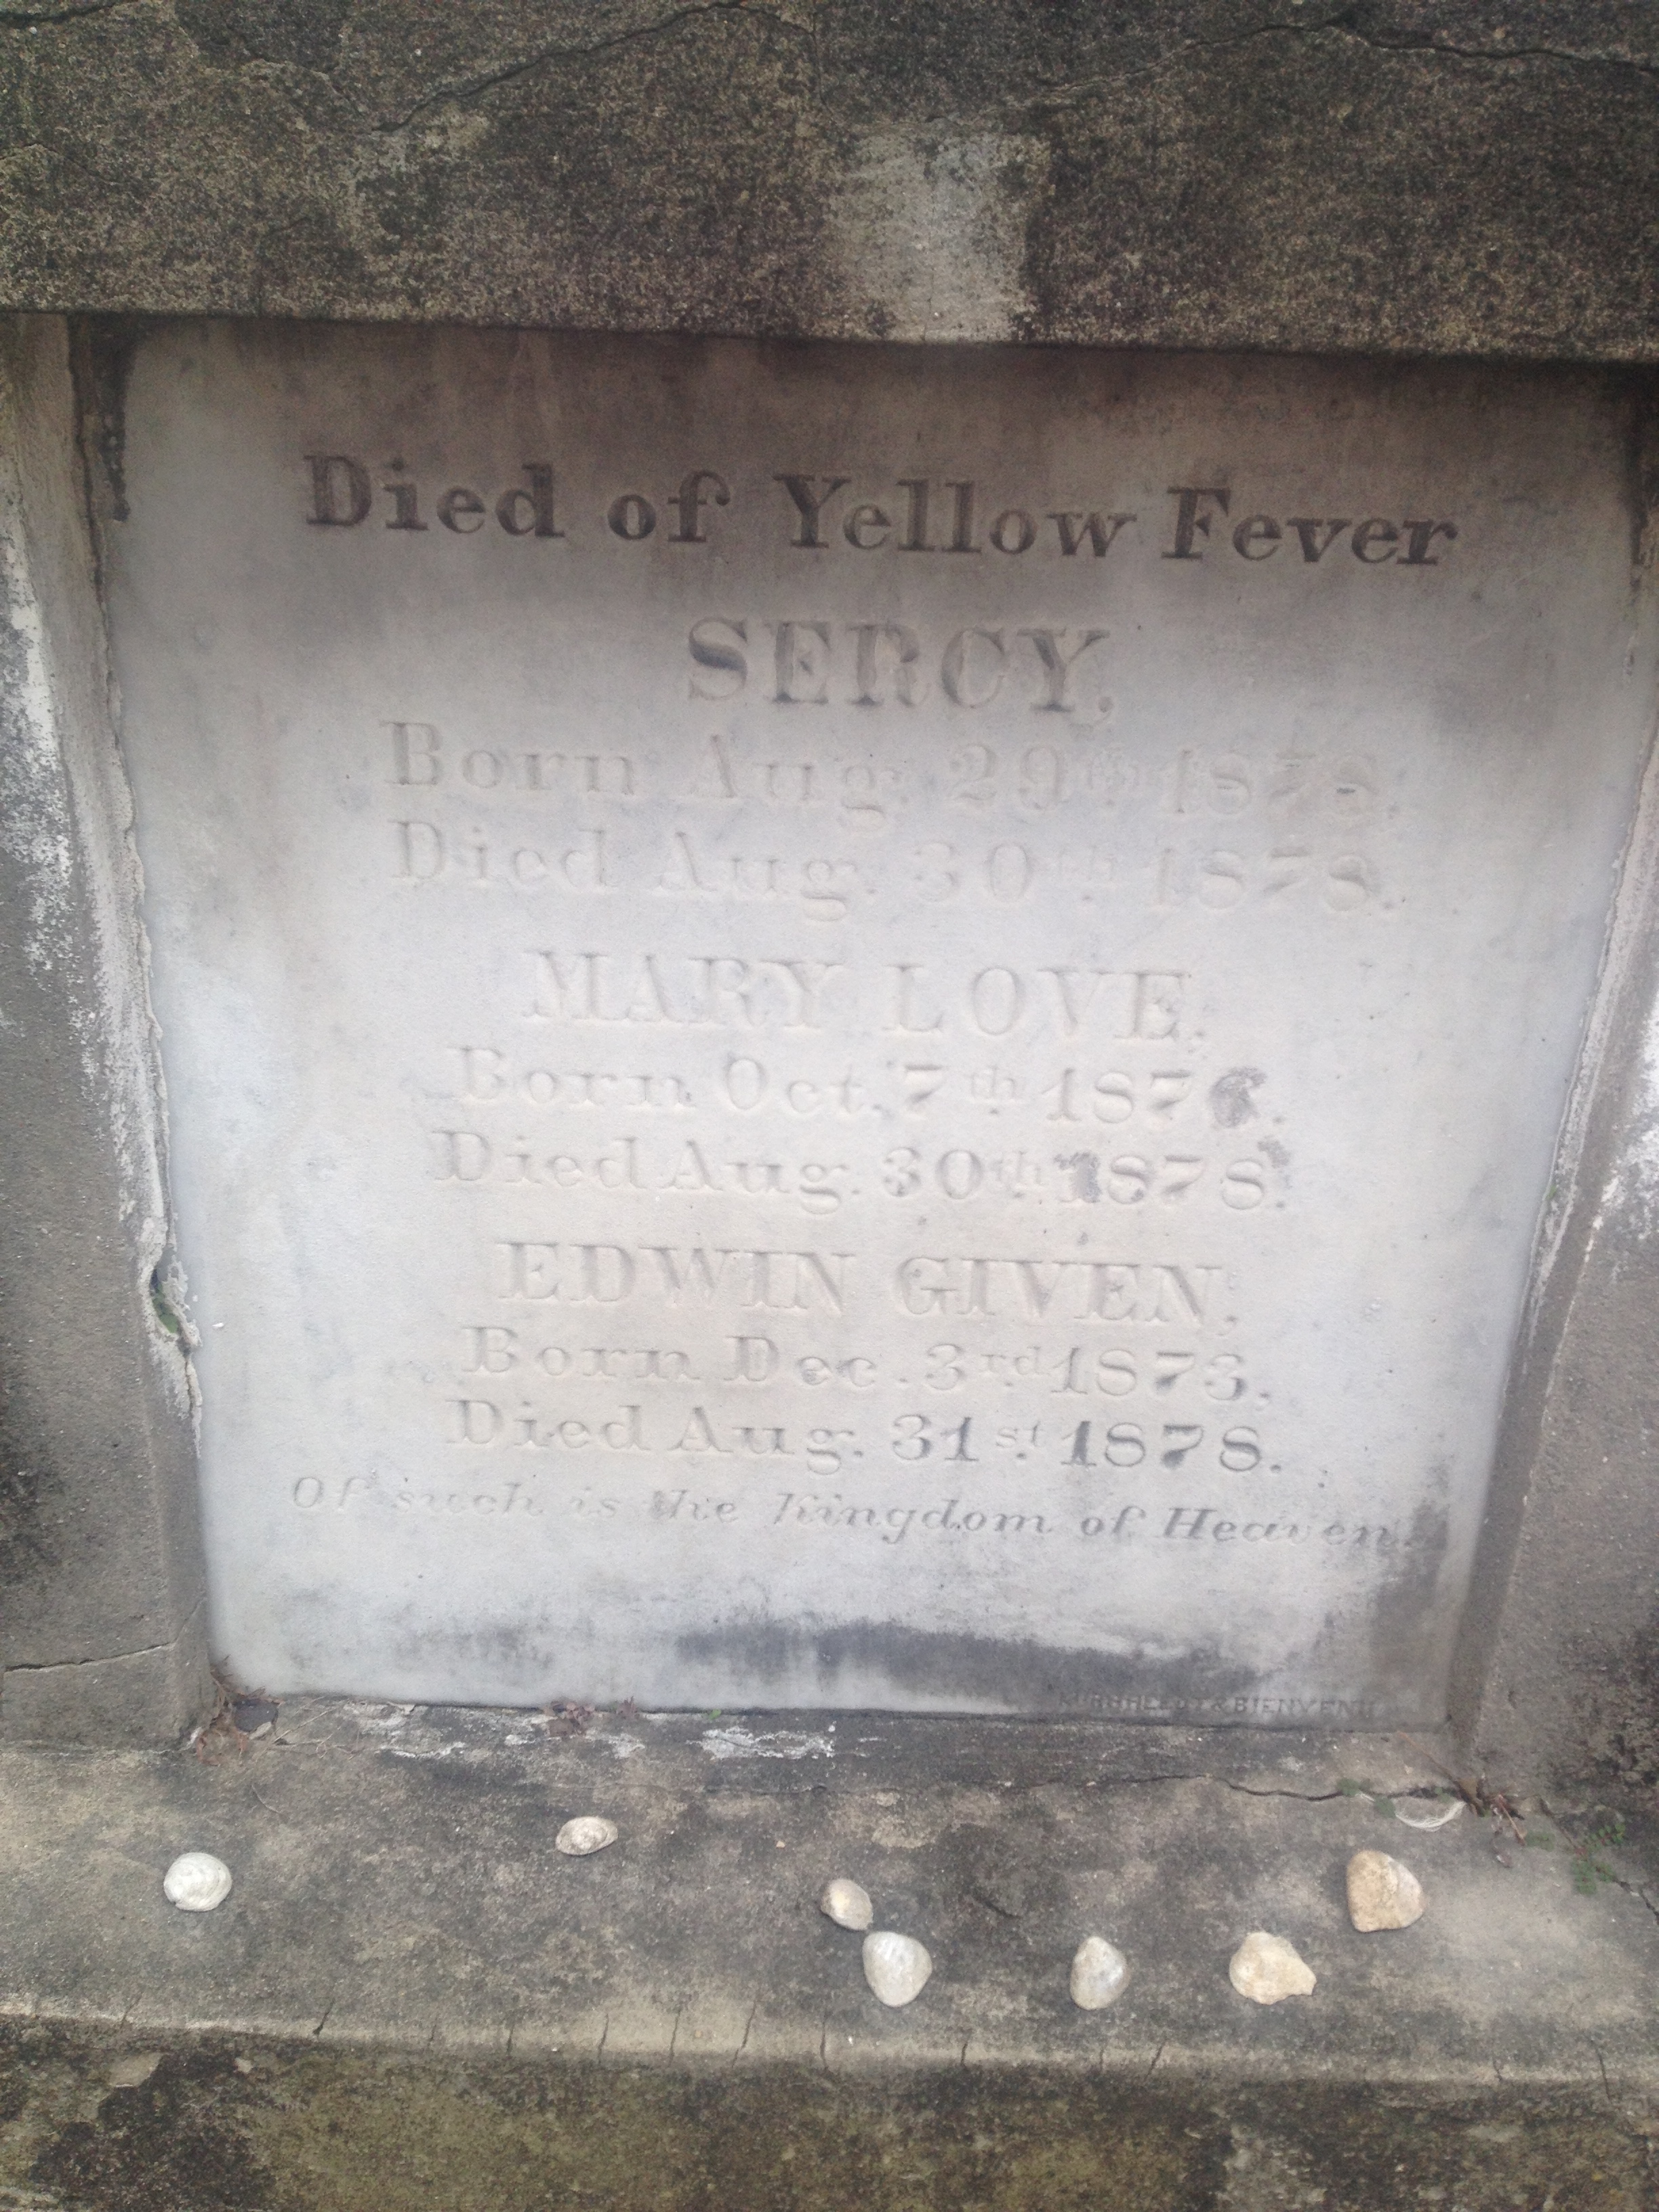 Died of Yellow Fever
SERCY,
Born Aug. 29th 1878.
Died Aug. 30th 1878.
MARY LOVE.
Born Oct. 7th 1876.
Died Aug. 30th 1878.
EDWIN GIVEN,
Born Dec. 3rd 1873,
Died Aug. 31st 1878.
Of such is the Kingdom of Heaven.
& BIENVENU